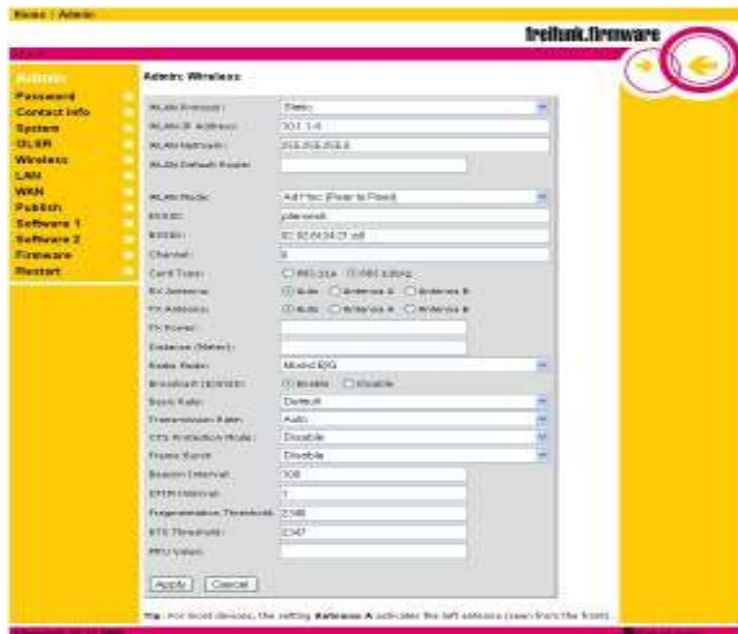 Home | Admin
freifunk.firmware
Admin
Password
Contact Info
System
OLSR
Wireless
LAN
WAN
Publish
Software 1
Software 2
Firmware
Restart
Admin: Wireless
WLAN Protocol: Static
WLAN IP Address:
WLAN Netmask: 255.255.255.0
WLAN Default Route:
WLAN Mode: Ad Hoc (Peer to Peer)
ESSID:
BSSID:
Channel:
Card Type:
RX Antenna: Auto Antenna A Antenna B
TX Antenna: Auto Antenna A Antenna B
TX Power:
Distance (Meter):
Radio Mode: Mixed B/G
Broadcast (E)SSID: Enable Disable
Basic Rate: Default
Transmission Rate: Auto
CTS Protection Mode: Disable
Frame Burst: Disable
Beacon Interval: 100
DTIM Interval: 1
Fragmentation Threshold:
RTS Threshold: 2347
MTU Value:
Apply Cancel
Tip: For most devices, the setting Antenna A activates the left antenna (seen from the front).